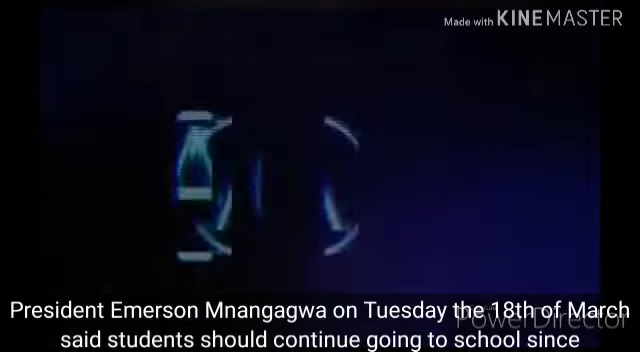 Made with KINEMASTER
President Emerson Mnangagwa on Tuesday the 18th of March
PowerDirector
said students should continue going to school since